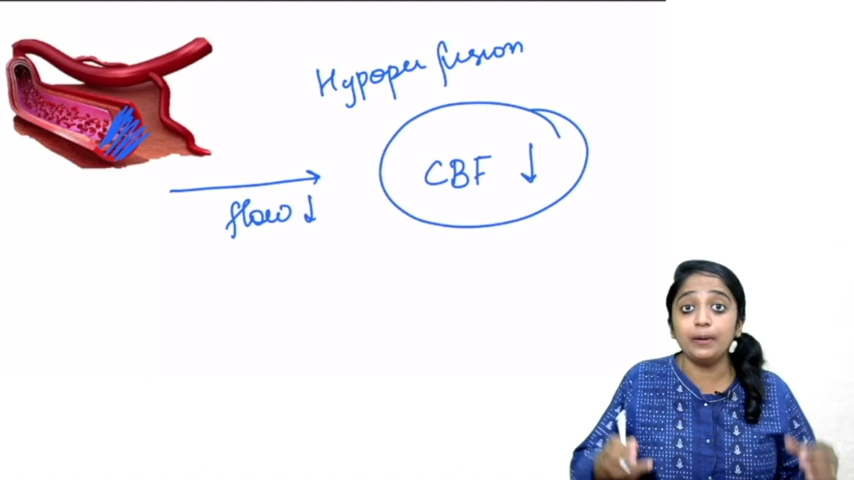 Hypoperfusion
CBF ↓
flow ↓